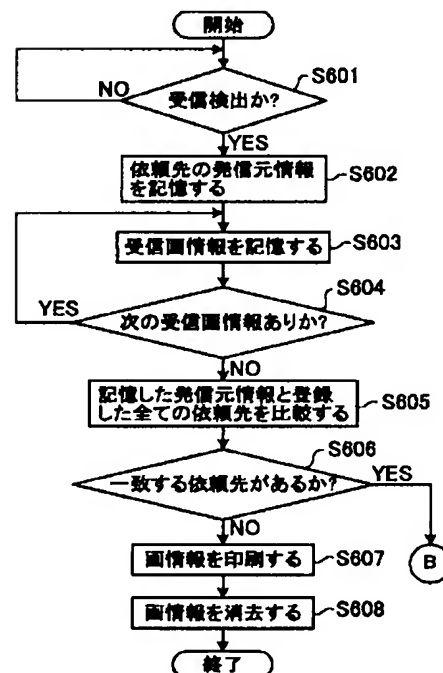 開始
S601
NO
受信検出か?
YES
依頼先の発信元情報
を記憶する
S602
受信画情報を記憶する
S603
S604
YES
次の受信画情報ありか?
NO
記憶した発信元情報と登録
した全ての依頼先を比較する
S605
S606
一致する依頼先があるか?
YES
NO
B
画情報を印刷する
S607
画情報を消去する
S608
終了